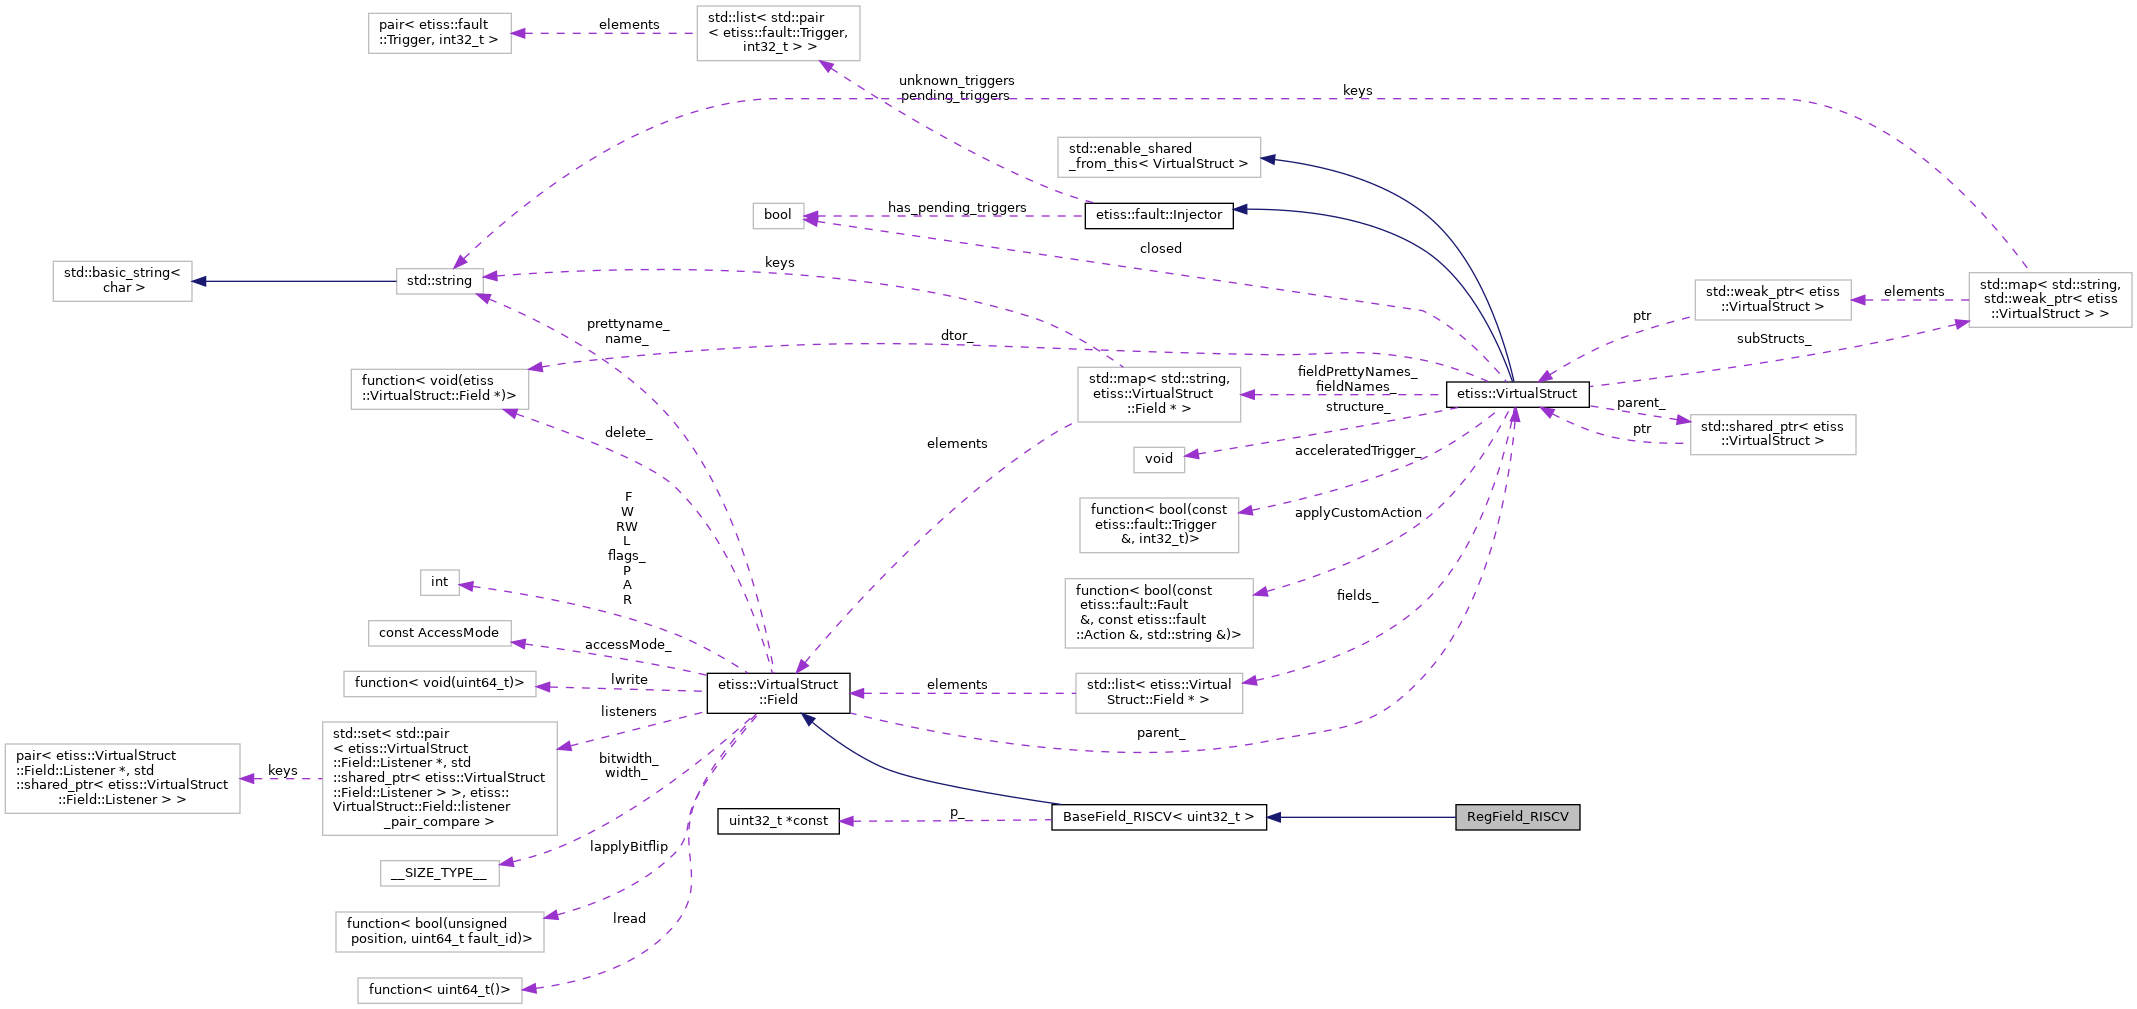 pair< etiss::fault
::Trigger, int32_t >
elements
std::list< std::pair
< etiss::fault::Trigger,
int32_t > >
unknown_triggers
pending_triggers
keys
std::enable_shared
_from_this< VirtualStruct >
bool
has_pending_triggers
etiss::fault::Injector
closed
std::basic_string<
char >
std::string
keys
std::weak_ptr< etiss
::VirtualStruct >
elements
std::map< std::string,
std::weak_ptr< etiss
::VirtualStruct > >
ptr
subStructs_
prettyname_
name_
dtor_
function< void(etiss
::VirtualStruct::Field *)>
std::map< std::string,
etiss::VirtualStruct
::Field * >
fieldPrettyNames_
fieldNames_
structure_
etiss::VirtualStruct
parent_
ptr
std::shared_ptr< etiss
::VirtualStruct >
delete_
elements
void
acceleratedTrigger_
function< bool(const
etiss::fault::Trigger
&, int32_t)>
applyCustomAction
F
W
RW
L
flags_
P
A
R
int
function< bool(const
etiss::fault::Fault
&, const etiss::fault
::Action &, std::string &)>
fields_
const AccessMode
accessMode_
function< void(uint64_t)>
lwrite
etiss::VirtualStruct
::Field
elements
std::list< etiss::Virtual
Struct::Field * >
listeners
parent_
pair< etiss::VirtualStruct
::Field::Listener *, std
::shared_ptr< etiss::VirtualStruct
::Field::Listener > >
keys
std::set< std::pair
< etiss::VirtualStruct
::Field::Listener *, std
::shared_ptr< etiss::VirtualStruct
::Field::Listener > >, etiss::
VirtualStruct::Field::listener
_pair_compare >
bitwidth_
width_
uint32_t *const
p_
BaseField_RISCV< uint32_t >
RegField_RISCV
__SIZE_TYPE__
lapplyBitflip
function< bool(unsigned
position, uint64_t fault_id)>
lread
function< uint64_t()>